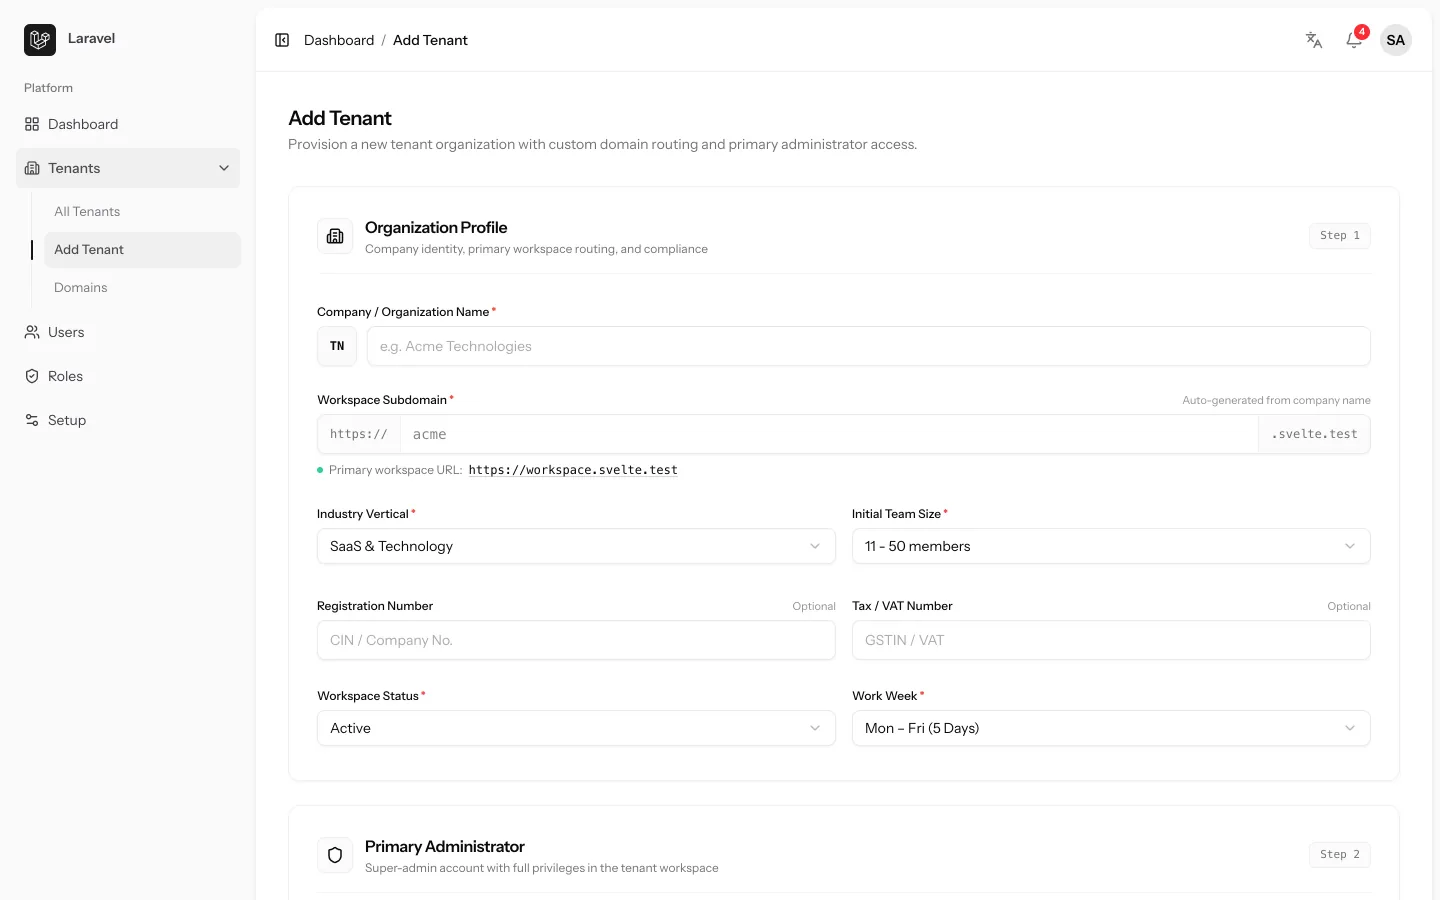 Laravel
Platform
Dashboard
Tenants
All Tenants
Add Tenant
Domains
Users
Roles
Setup
Dashboard / Add Tenant
4
SA
Add Tenant
Provision a new tenant organization with custom domain routing and primary administrator access.
Organization Profile
Company identity, primary workspace routing, and compliance
Step 1
Company / Organization Name *
TN
e.g. Acme Technologies
Workspace Subdomain *
Auto-generated from company name
https://
acme
.svelte.test
Primary workspace URL: https://workspace.svelte.test
Industry Vertical *
SaaS & Technology
Initial Team Size *
11 - 50 members
Registration Number
Optional
CIN / Company No.
Tax / VAT Number
Optional
GSTIN / VAT
Workspace Status *
Active
Work Week *
Mon – Fri (5 Days)
Primary Administrator
Super-admin account with full privileges in the tenant workspace
Step 2